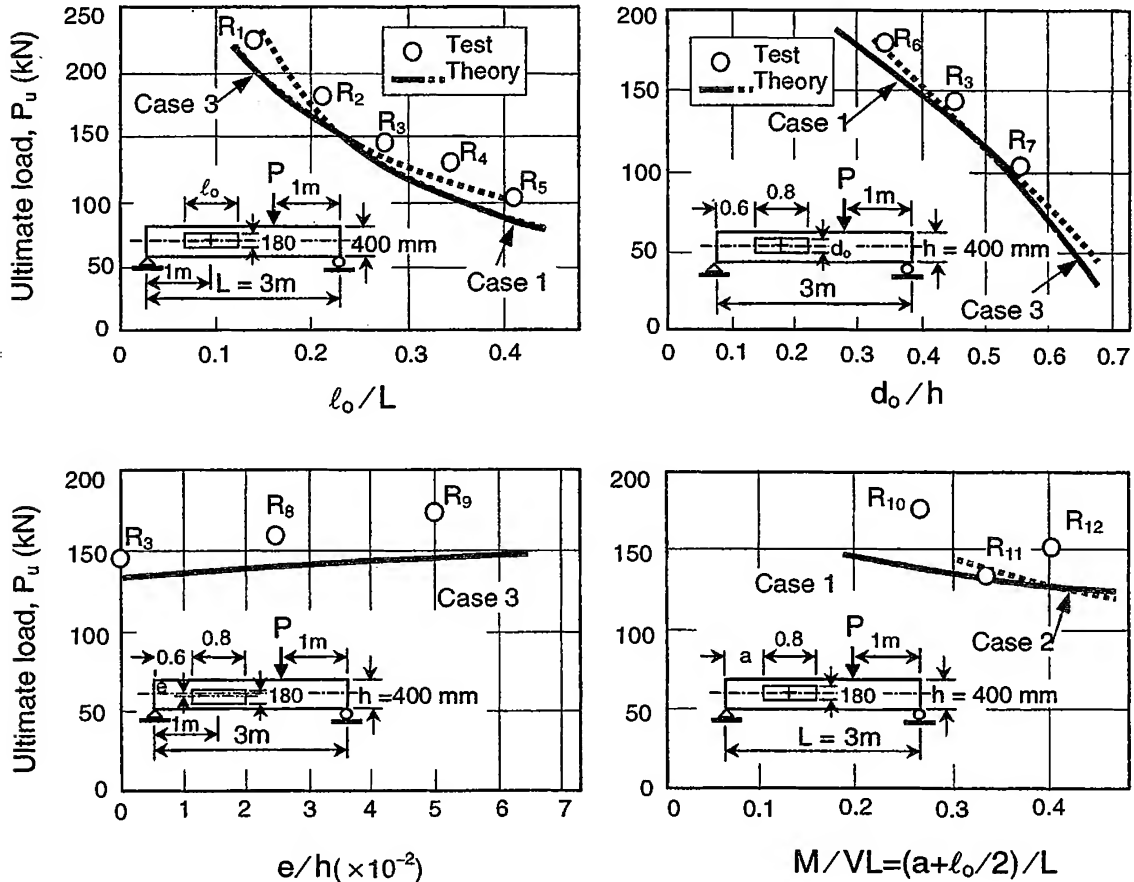 Ultimate load, P_u (kN)
250
200
150
100
50
0
R₁
R₂
R₃
R₄
R₅
Test
Theory
Case 3
Case 1
P
ℓ₀
1m
180
400 mm
1m
L = 3m
0 0.1 0.2 0.3 0.4
ℓ₀/L
200
150
100
50
0
Test
Theory
R₆
R₃
R₇
Case 1
Case 3
P
0.6
0.8
1m
d₀
h = 400 mm
3m
0 0.1 0.2 0.3 0.4 0.5 0.6 0.7
d₀/h
Ultimate load, P_u (kN)
200
150
100
50
0
R₃
R₈
R₉
Case 3
P
0.6
0.8
1m
e
180
h = 400 mm
1m
3m
0 1 2 3 4 5 6 7
e/h(×10⁻²)
200
150
100
50
0
R₁₀
R₁₁
R₁₂
Case 1
Case 2
P
a
0.8
1m
180
h = 400 mm
L = 3m
0 0.1 0.2 0.3 0.4
M/VL=(a+ℓ₀/2)/L